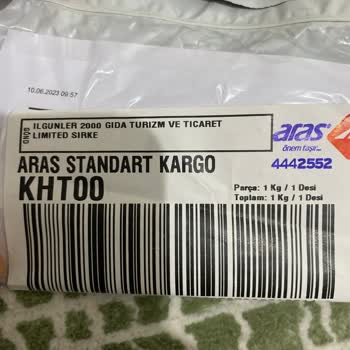 10.06.2023 09:57
ILGUNLER 2000 GIDA TURIZM VE TICARET
LIMITED SIRKE
aras
önem taşır...
4442552
ARAS STANDART KARGO
KHT00
Parça: 1 Kg / 1 Desi
Toplam: 1 Kg / 1 Desi